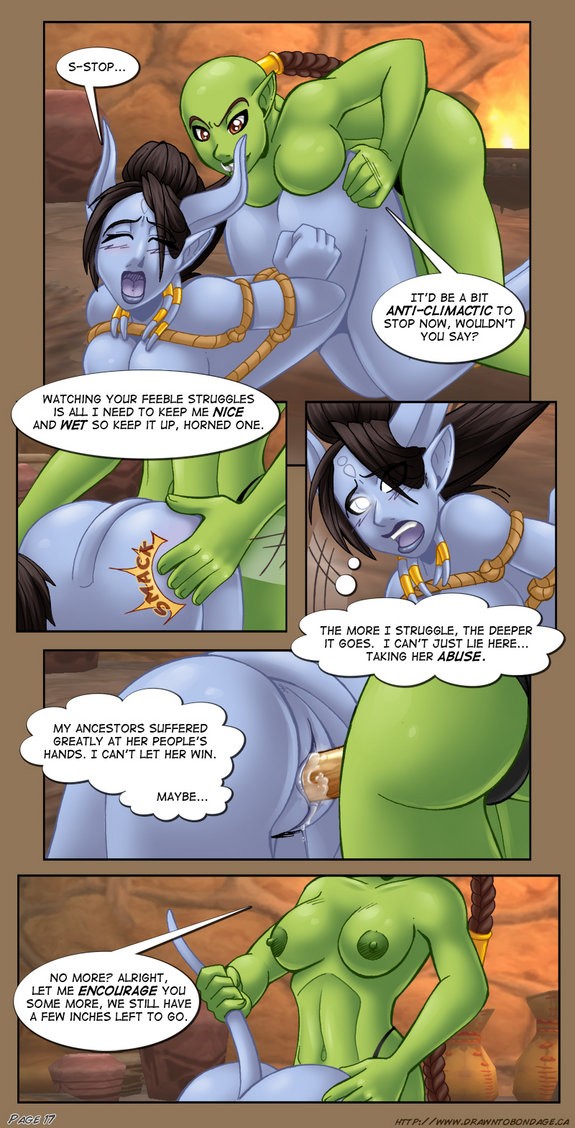 S-STOP...
IT'D BE A BIT
ANTI-CLIMACTIC TO
STOP NOW, WOULDN'T
YOU SAY?
WATCHING YOUR FEEBLE STRUGGLES
IS ALL I NEED TO KEEP ME NICE
AND WET SO KEEP IT UP, HORNED ONE.
SMACK
THE MORE I STRUGGLE, THE DEEPER
IT GOES. I CAN'T JUST LIE HERE...
TAKING HER ABUSE.
MY ANCESTORS SUFFERED
GREATLY AT HER PEOPLE'S
HANDS. I CAN'T LET HER WIN.
MAYBE...
NO MORE? ALRIGHT,
LET ME ENCOURAGE YOU
SOME MORE, WE STILL HAVE
A FEW INCHES LEFT TO GO.
PAGE 17
HTTP://WWW.DRAWNTOBONDAGE.CA